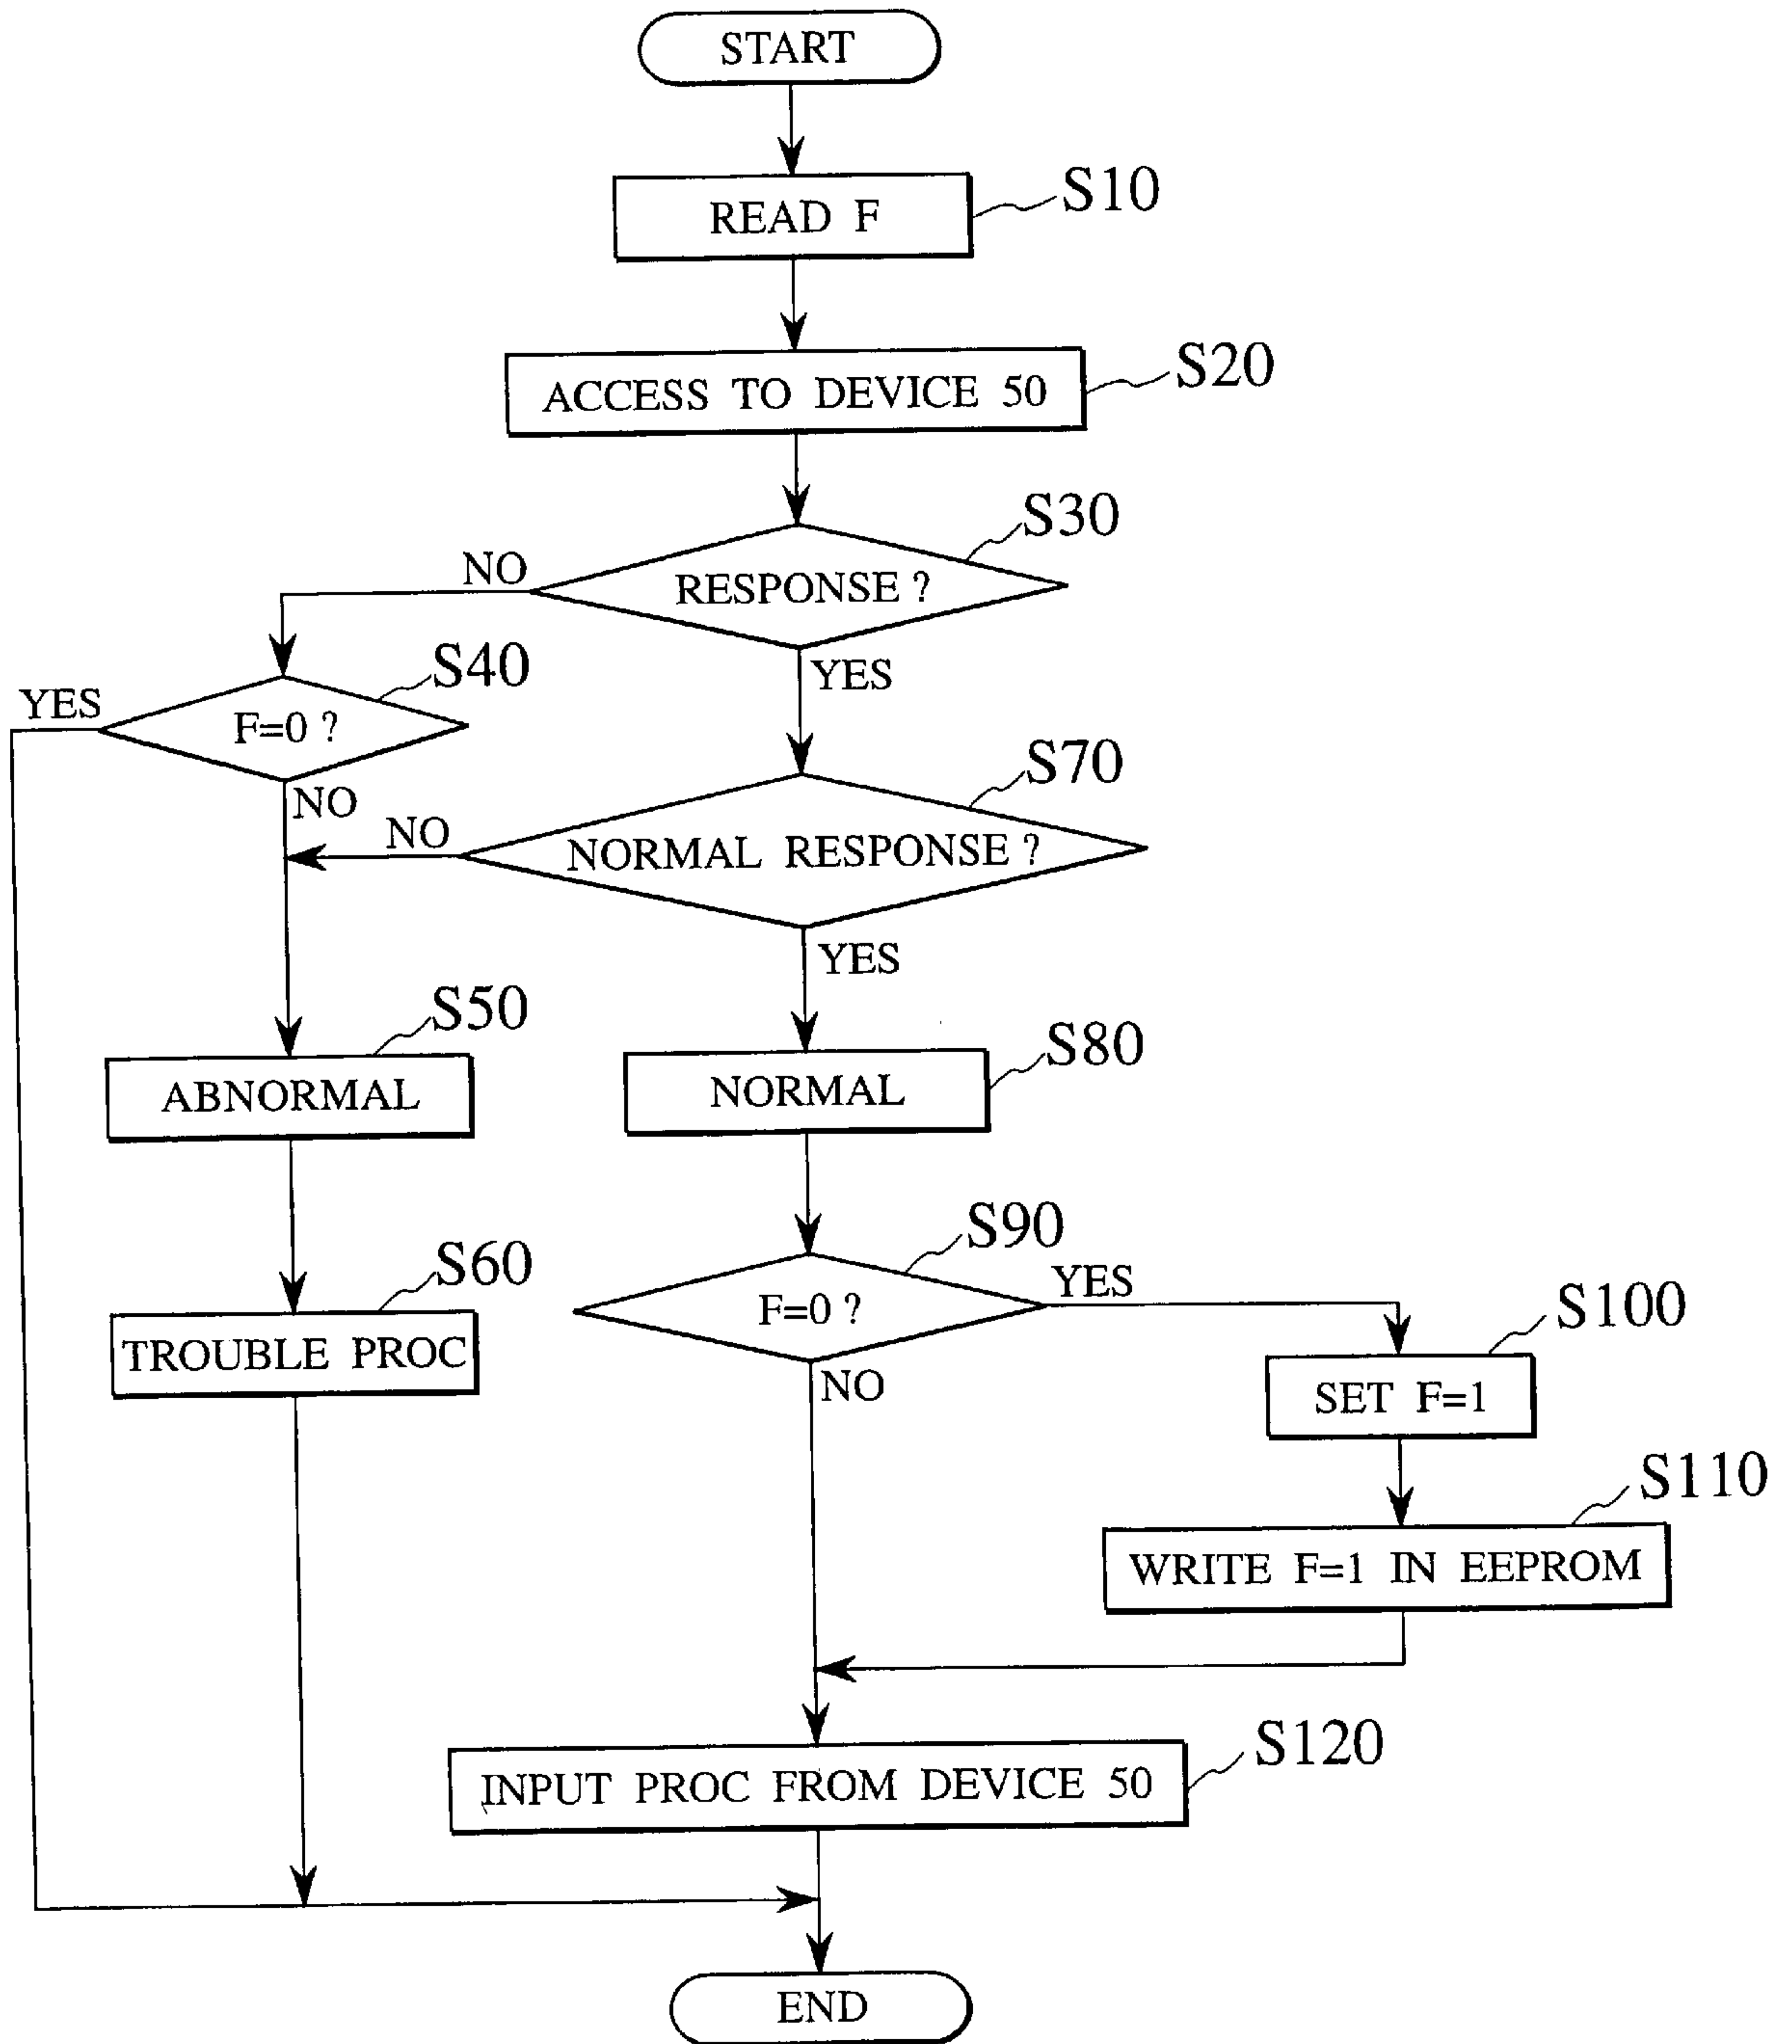 START
S10
READ F
S20
ACCESS TO DEVICE 50
S30
NO
RESPONSE ?
S40
YES
YES
F=0 ?
S70
NO
NO
NORMAL RESPONSE ?
YES
S50
S80
ABNORMAL
NORMAL
S90
S60
YES
F=0 ?
S100
TROUBLE PROC
NO
SET F=1
S110
WRITE F=1 IN EEPROM
S120
INPUT PROC FROM DEVICE 50
END